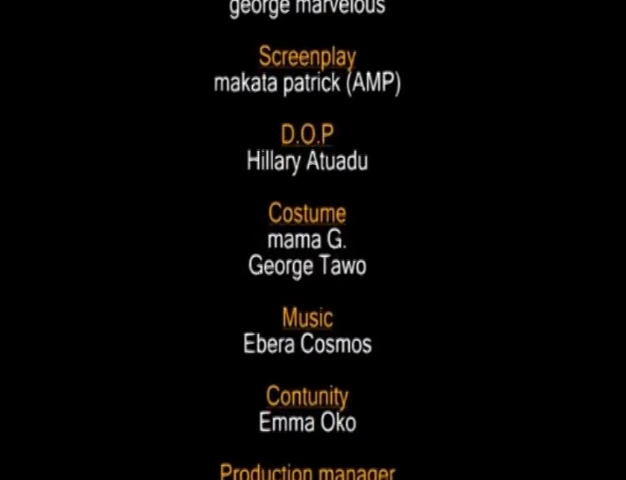 george marvelous
Screenplay
makata patrick (AMP)
D.O.P
Hillary Atuadu
Costume
mama G.
George Tawo
Music
Ebera Cosmos
Contunity
Emma Oko
Production manager